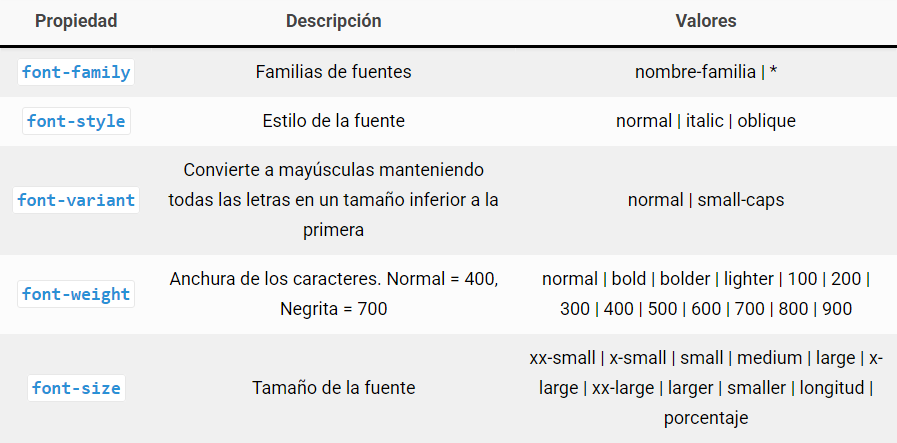 Propiedad Descripción Valores
font-family Familias de fuentes nombre-familia | *
font-style Estilo de la fuente normal | italic | oblique
font-variant Convierte a mayúsculas manteniendo
todas las letras en un tamaño inferior a la
primera normal | small-caps
font-weight Anchura de los caracteres. Normal = 400,
Negrita = 700 normal | bold | bolder | lighter | 100 | 200 |
300 | 400 | 500 | 600 | 700 | 800 | 900
font-size Tamaño de la fuente xx-small | x-small | small | medium | large | x-
large | xx-large | larger | smaller | longitud |
porcentaje